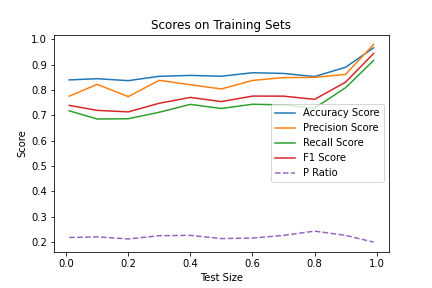 Scores on Training Sets
1.0
0.9
0.8
0.7
0.6
0.5
0.4
0.3
0.2
Score
Accuracy Score
Precision Score
Recall Score
F1 Score
P Ratio
0.0 0.2 0.4 0.6 0.8 1.0
Test Size